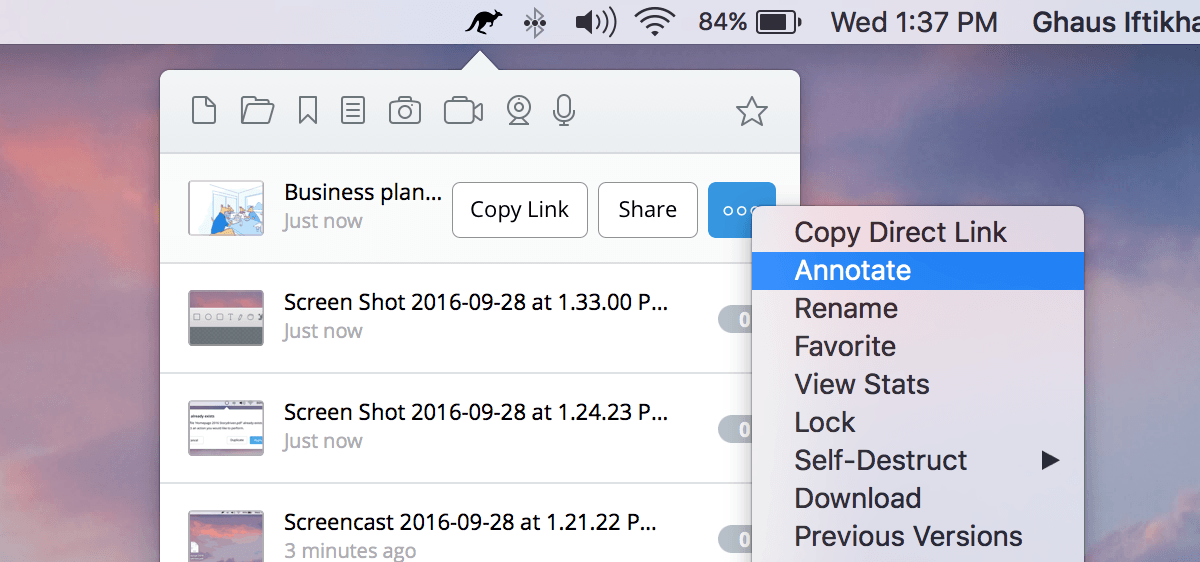 84% Wed 1:37 PM Ghaus Iftikha
Business plan... Copy Link Share
Just now
Copy Direct Link
Annotate
Rename
Favorite
View Stats
Lock
Self-Destruct
Download
Previous Versions
Screen Shot 2016-09-28 at 1.33.00 P...
Just now
0
Screen Shot 2016-09-28 at 1.24.23 P...
Just now
0
Screencast 2016-09-28 at 1.21.22 P...
3 minutes ago
0
already exists